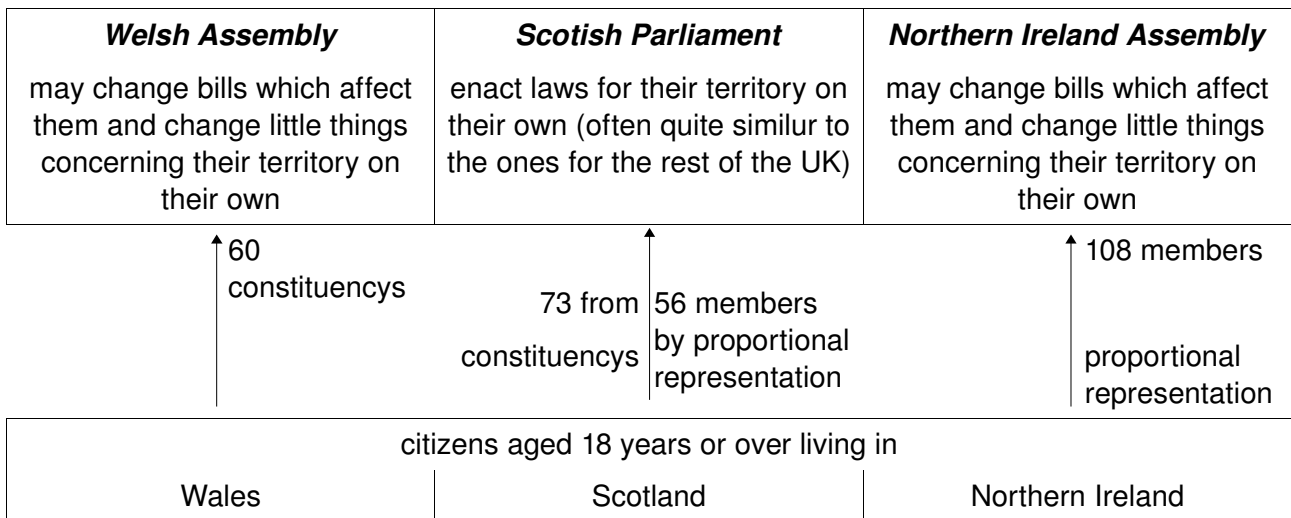 Welsh Assembly
may change bills which affect
them and change little things
concerning their territory on
their own
Scotish Parliament
enact laws for their territory on
their own (often quite similur to
the ones for the rest of the UK)
Northern Ireland Assembly
may change bills which affect
them and change little things
concerning their territory on
their own
60
constituencys
73 from
constituencys
56 members
by proportional
representation
108 members
proportional
representation
citizens aged 18 years or over living in
Wales
Scotland
Northern Ireland